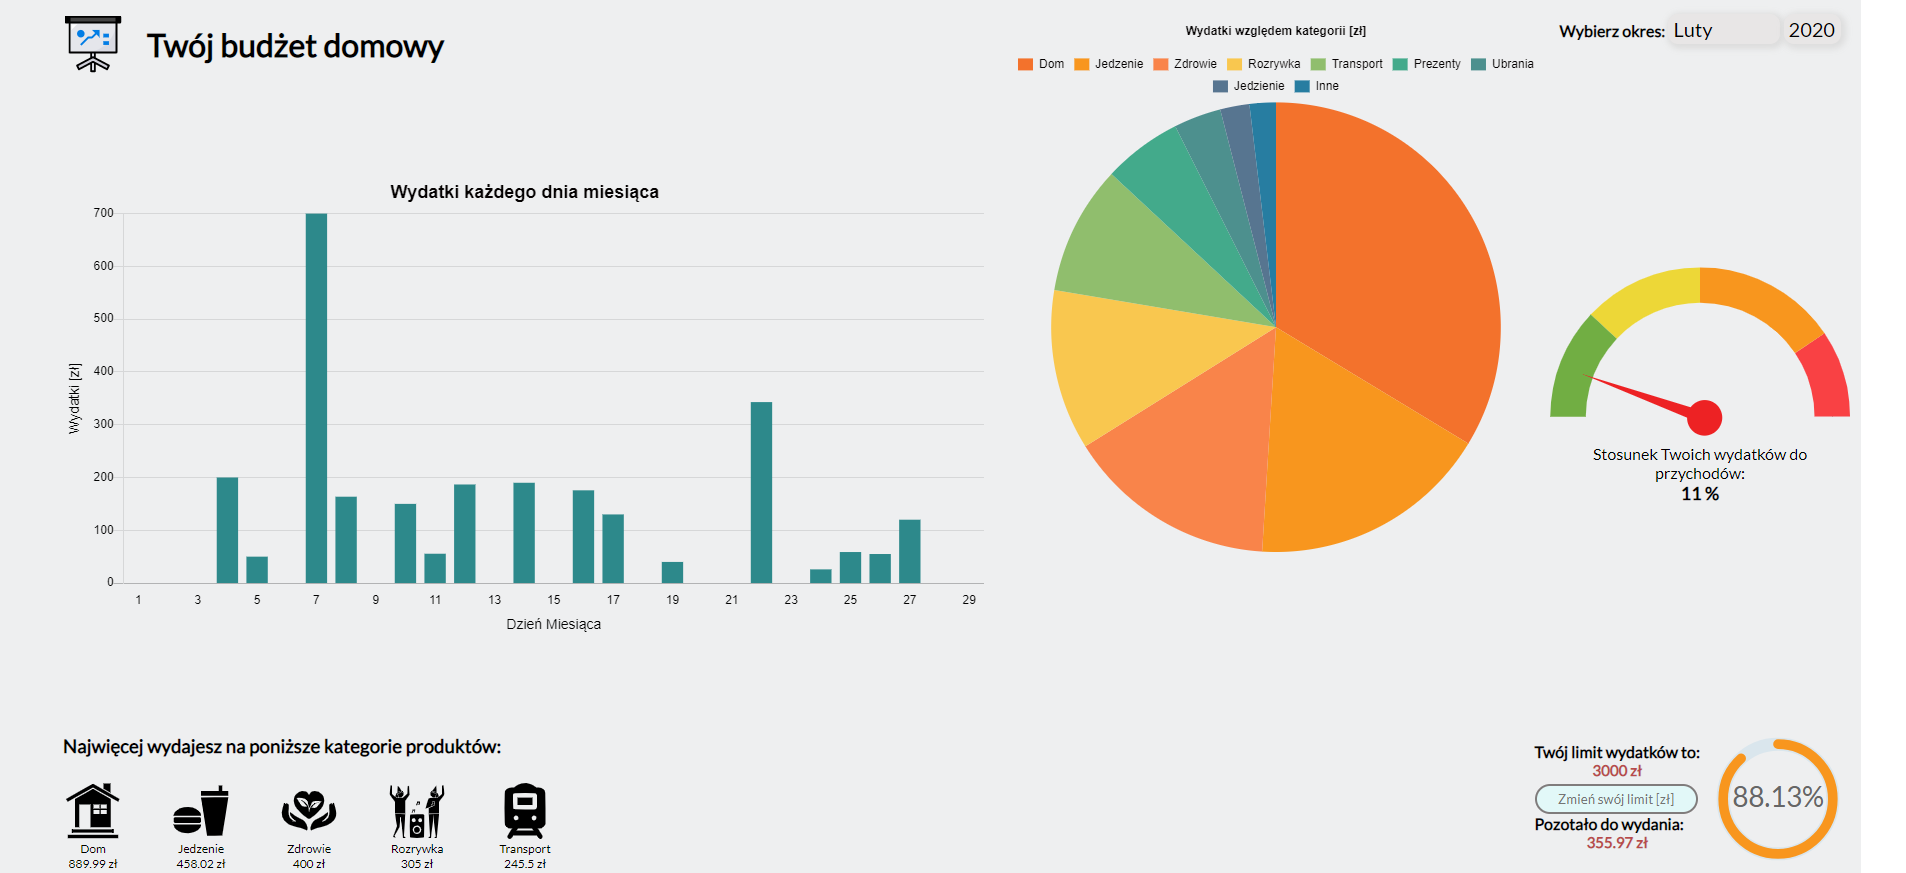 Twój budżet domowy
Wydatki każdego dnia miesiąca
Wydatki [zł]
700
600
500
400
300
200
100
0
1 3 5 7 9 11 13 15 17 19 21 23 25 27 29
Dzień Miesiąca
Wydatki względem kategorii [zł]
Dom Jedzenie Zdrowie Rozrywka Transport Prezenty Ubrania
Jedzienie Inne
Wybierz okres: Luty 2020
Stosunek Twoich wydatków do
przychodów:
11 %
Najwięcej wydajesz na poniższe kategorie produktów:
Dom Jedzenie Zdrowie Rozrywka Transport
889.99 zł 458.02 zł 400 zł 305 zł 245.5 zł
Twój limit wydatków to:
3000 zł
Zmień swój limit [zł]
Pozotało do wydania:
355.97 zł
88.13%